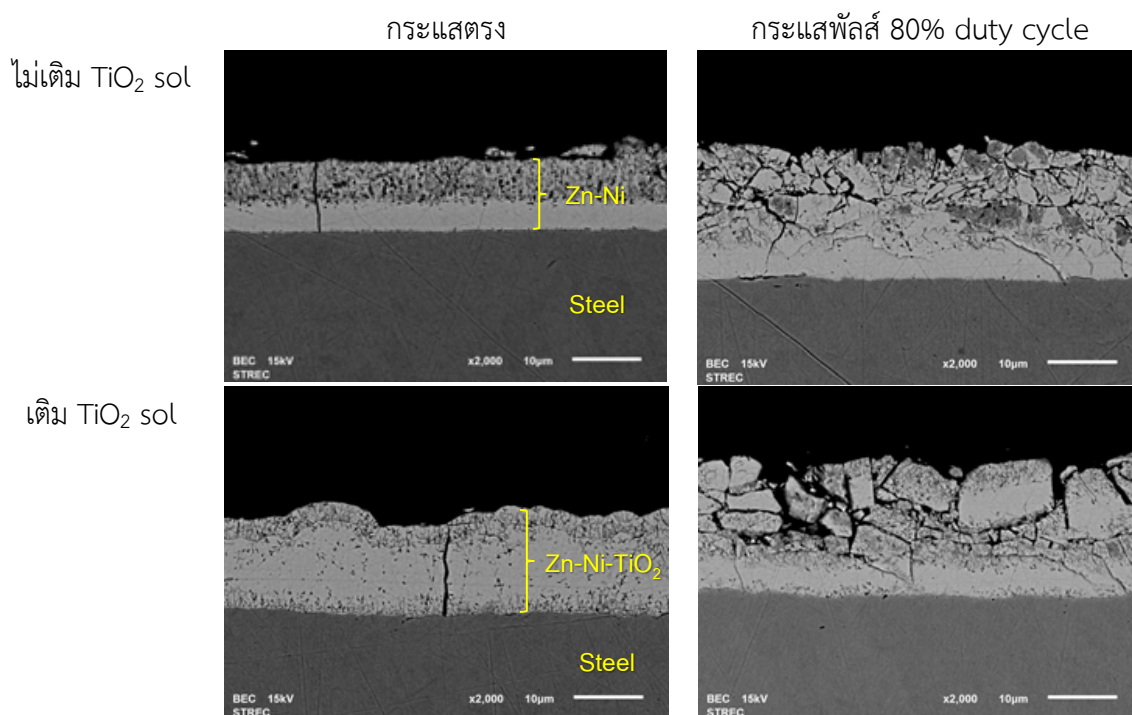 กระแสตรง
กระแสพัลส์ 80% duty cycle
ไม่เติม TiO₂ sol
Zn-Ni
Steel
BEC 15kV x2,000 10µm
STREC
BEC 15kV x2,000 10µm
STREC
เติม TiO₂ sol
Zn-Ni-TiO₂
Steel
BEC 15kV x2,000 10µm
STREC
BEC 15kV x2,000 10µm
STREC